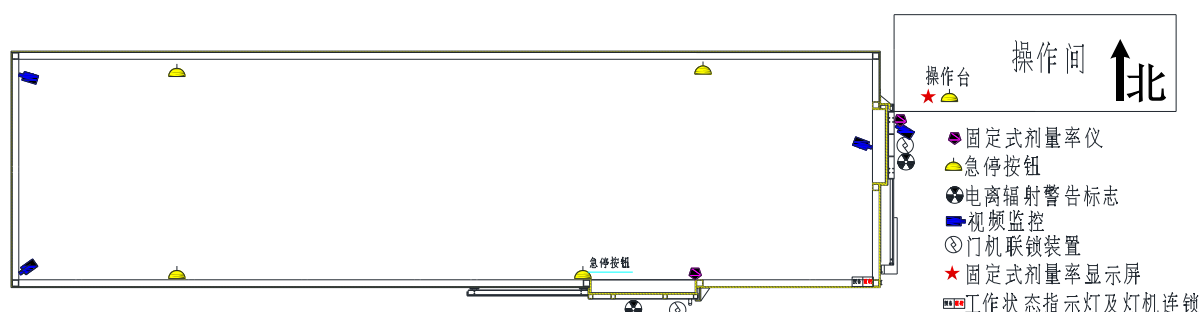 操作间
北
操作台
固定式剂量率仪
急停按钮
电离辐射警告标志
视频监控
门机联锁装置
急停按钮
固定式剂量率显示屏
工作状态指示灯及灯机连锁